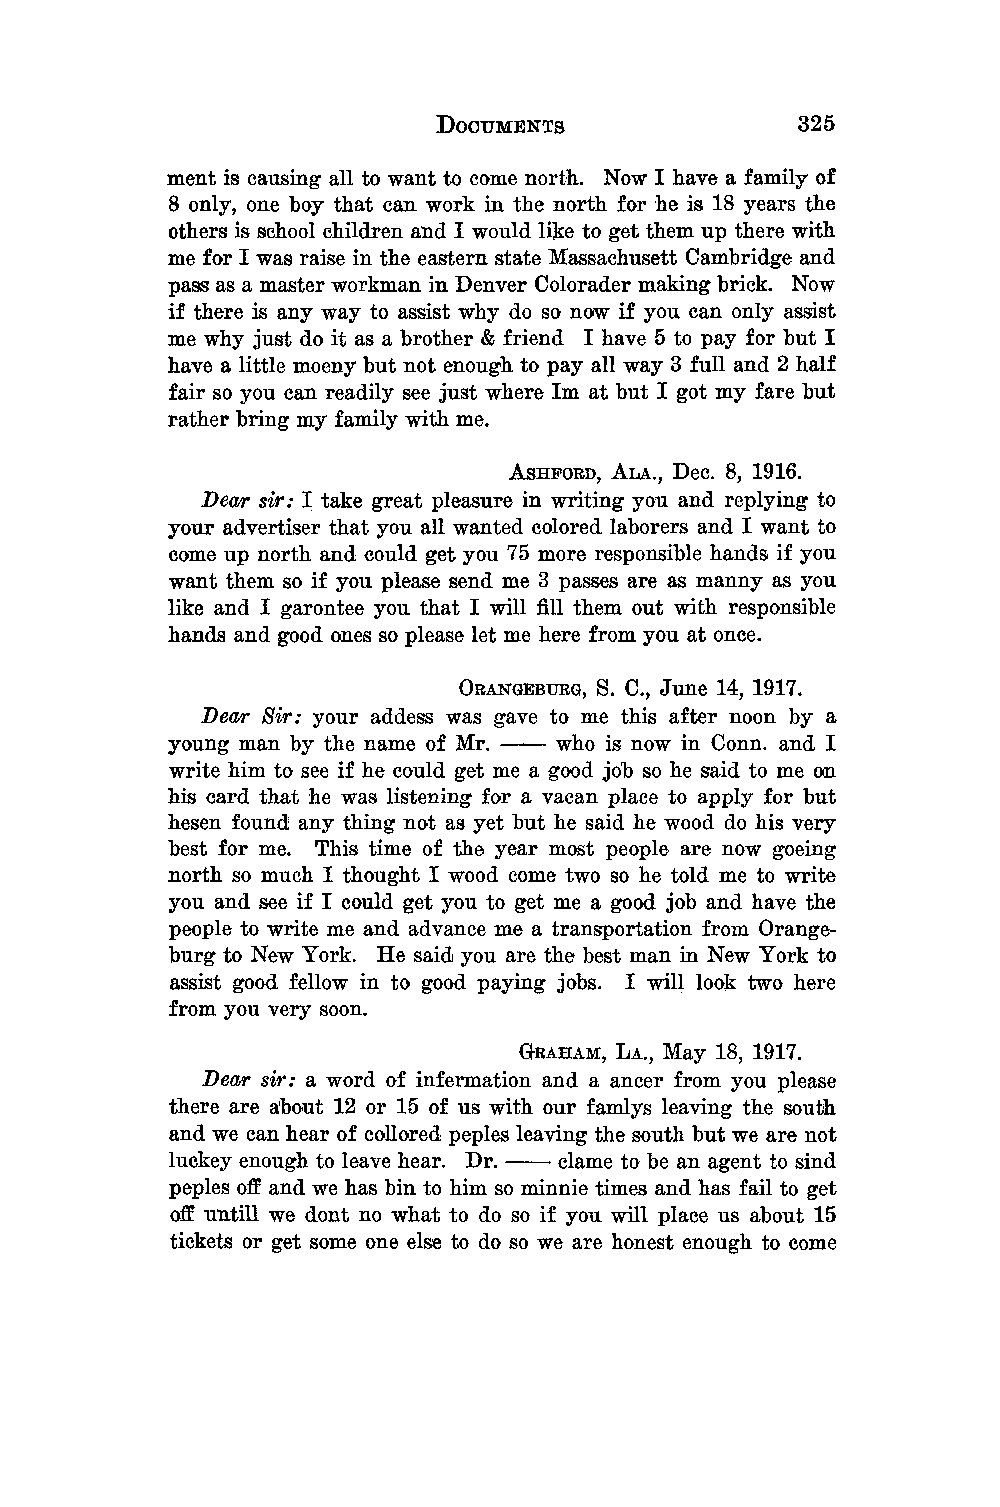 DOCUMENTS 325
ment is causing all to want to come north. Now I have a family of
8 only, one boy that can work in the north for he is 18 years the
others is school children and I would like to get them up there with
me for I was raise in the eastern state Massachusett Cambridge and
pass as a master workman in Denver Colorader making brick. Now
if there is any way to assist why do so now if you can only assist
me why just do it as a brother & friend I have 5 to pay for but I
have a little moeny but not enough to pay all way 3 full and 2 half
fair so you can readily see just where Im at but I got my fare but
rather bring my family with me.
ASHFORD, ALA., Dec. 8, 1916.
Dear sir: I take great pleasure in writing you and replying to
your advertiser that you all wanted colored laborers and I want to
come up north and could get you 75 more responsible hands if you
want them so if you please send me 3 passes are as manny as you
like and I garontee you that I will fill them out with responsible
hands and good ones so please let me here from you at once.
ORANGEBURG, S. C., June 14, 1917.
Dear Sir: your addess was gave to me this after noon by a
young man by the name of Mr. —— who is now in Conn. and I
write him to see if he could get me a good job so he said to me on
his card that he was listening for a vacan place to apply for but
hesen found any thing not as yet but he said he wood do his very
best for me. This time of the year most people are now goeing
north so much I thought I wood come two so he told me to write
you and see if I could get you to get me a good job and have the
people to write me and advance me a transportation from Orange-
burg to New York. He said you are the best man in New York to
assist good fellow in to good paying jobs. I will look two here
from you very soon.
GRAHAM, LA., May 18, 1917.
Dear sir: a word of infermation and a ancer from you please
there are about 12 or 15 of us with our famlys leaving the south
and we can hear of collored peples leaving the south but we are not
luckey enough to leave hear. Dr. —— clame to be an agent to sind
peples off and we has bin to him so minnie times and has fail to get
off untill we dont no what to do so if you will place us about 15
tickets or get some one else to do so we are honest enough to come